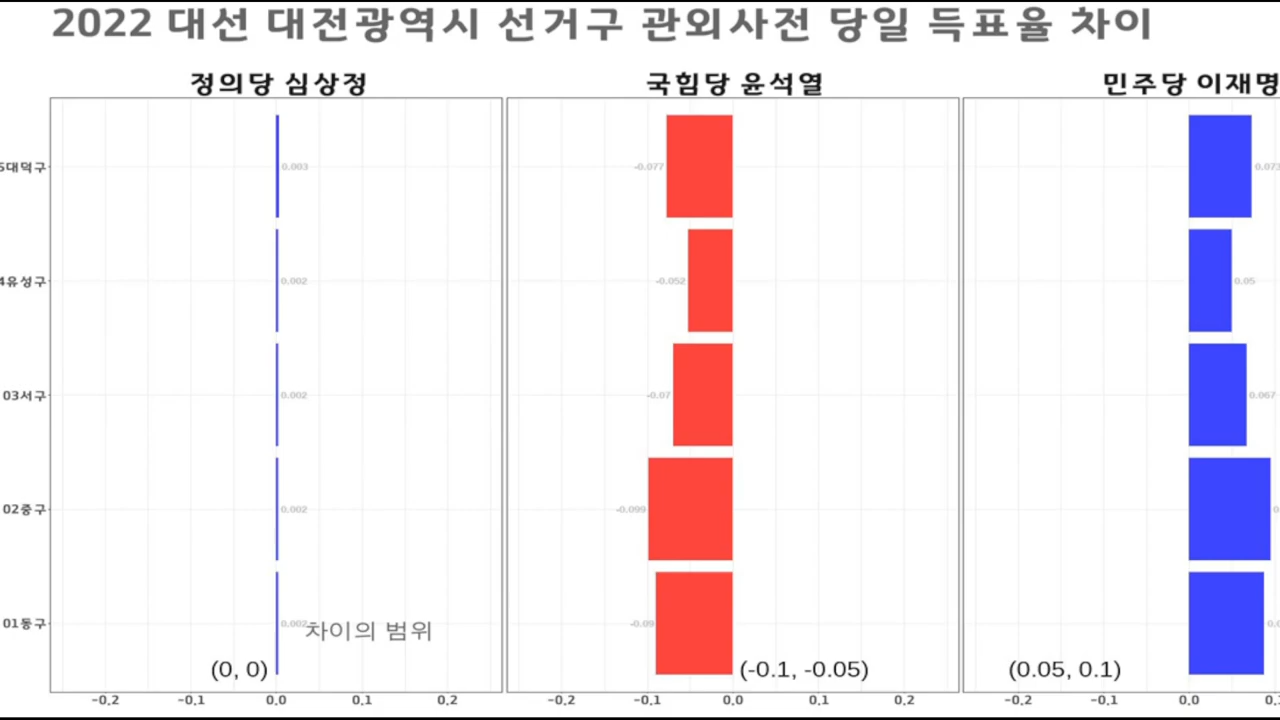 2022 대선 대전광역시 선거구 관외사전 당일 득표율 차이
정의당 심상정
국힘당 윤석열
민주당 이재명
5대덕구
0.003
-0.077
0.073
4유성구
0.002
-0.052
0.05
03서구
0.002
-0.07
0.067
02중구
0.002
-0.099
01동구
0.002
-0.09
차이의 범위
(0, 0)
(-0.1, -0.05)
(0.05, 0.1)
-0.2 -0.1 0.0 0.1 0.2
-0.2 -0.1 0.0 0.1 0.2
-0.2 -0.1 0.0